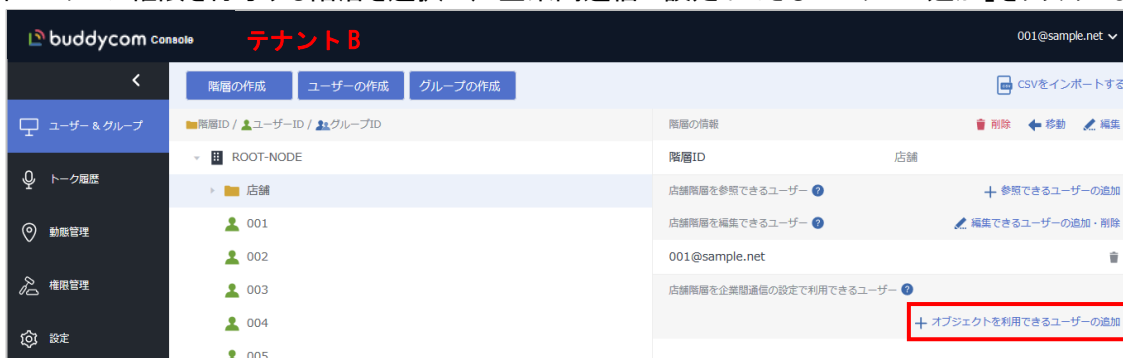 buddycom Console テナントB 001@sample.net
階層の作成 ユーザーの作成 グループの作成 CSVをインポートする
ユーザー & グループ
階層ID / ユーザーID / グループID
階層の情報 削除 移動 編集
ROOT-NODE
階層ID 店舗
トーク履歴
店舗
店舗階層を参照できるユーザー ? + 参照できるユーザーの追加
動態管理
001
店舗階層を編集できるユーザー ? 編集できるユーザーの追加・削除
002
001@sample.net
権限管理
003
店舗階層を企業間通信の設定で利用できるユーザー ?
004
+ オブジェクトを利用できるユーザーの追加
設定
005